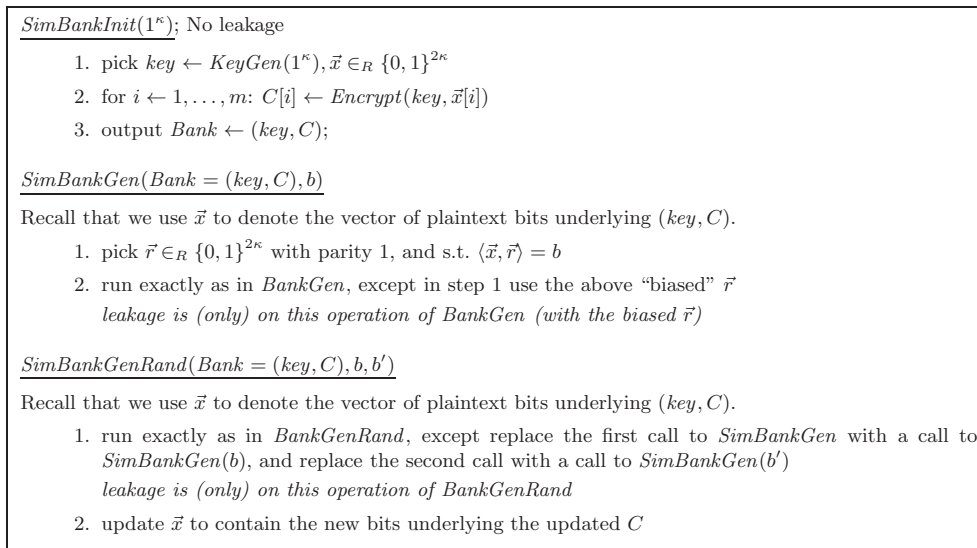 SimBankInit(1^κ); No leakage
1. pick key ← KeyGen(1^κ), x⃗ ∈_R {0, 1}^{2κ}
2. for i ← 1, . . . , m: C[i] ← Encrypt(key, x⃗[i])
3. output Bank ← (key, C);
SimBankGen(Bank = (key, C), b)
Recall that we use x⃗ to denote the vector of plaintext bits underlying (key, C).
1. pick r⃗ ∈_R {0, 1}^{2κ} with parity 1, and s.t. ⟨x⃗, r⃗⟩ = b
2. run exactly as in BankGen, except in step 1 use the above “biased” r⃗
leakage is (only) on this operation of BankGen (with the biased r⃗)
SimBankGenRand(Bank = (key, C), b, b′)
Recall that we use x⃗ to denote the vector of plaintext bits underlying (key, C).
1. run exactly as in BankGenRand, except replace the first call to SimBankGen with a call to
SimBankGen(b), and replace the second call with a call to SimBankGen(b′)
leakage is (only) on this operation of BankGenRand
2. update x⃗ to contain the new bits underlying the updated C